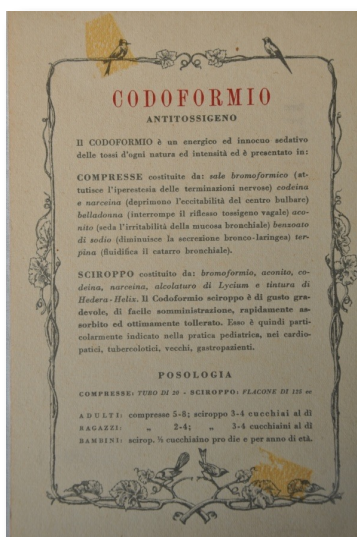 CODOFORMIO
ANTITOSSIGENO
Il CODOFORMIO è un energico ed innocuo sedativo
delle tossi d'ogni natura ed intensità ed è presentato in:
COMPRESSE costituite da: sale bromoformico (at-
tutisce l'iperestesia delle terminazioni nervose) codeina
e narceina (deprimeno l'eccitabilità del centro bulbare)
belladonna (interrompe il riflesso tossigeno vagale) aco-
nito (seda l'irritabilità della mucosa bronchiale) benzoato
di sodio (diminuisce la secrezione bronco-laringea) ter-
pina (fluidifica il catarro bronchiale).
SCIROPPO costituito da: bromoformio, aconito, co-
deina, narceina, alcolaturo di Lycium e tintura di
Hedera-Helix. Il Codoformio sciroppo è di gusto gra-
devole, di facile somministrazione, rapidamente as-
sorbito ed ottimamente tollerato. Esso è quindi parti-
colarmente indicato nella pratica pediatrica, nei cardio-
patici, tubercolotici, vecchi, gastropazienti.
POSOLOGIA
COMPRESSE: TUBO DI 20 - SCIROPPO: FLACONE DI 125 cc
ADULTI: compresse 5-8; sciroppo 3-4 cucchiai al dì
RAGAZZI: „ 2-4; „ 3-4 cucchiaini al dì
BAMBINI: scirop. ½ cucchiaino pro die e per anno di età.